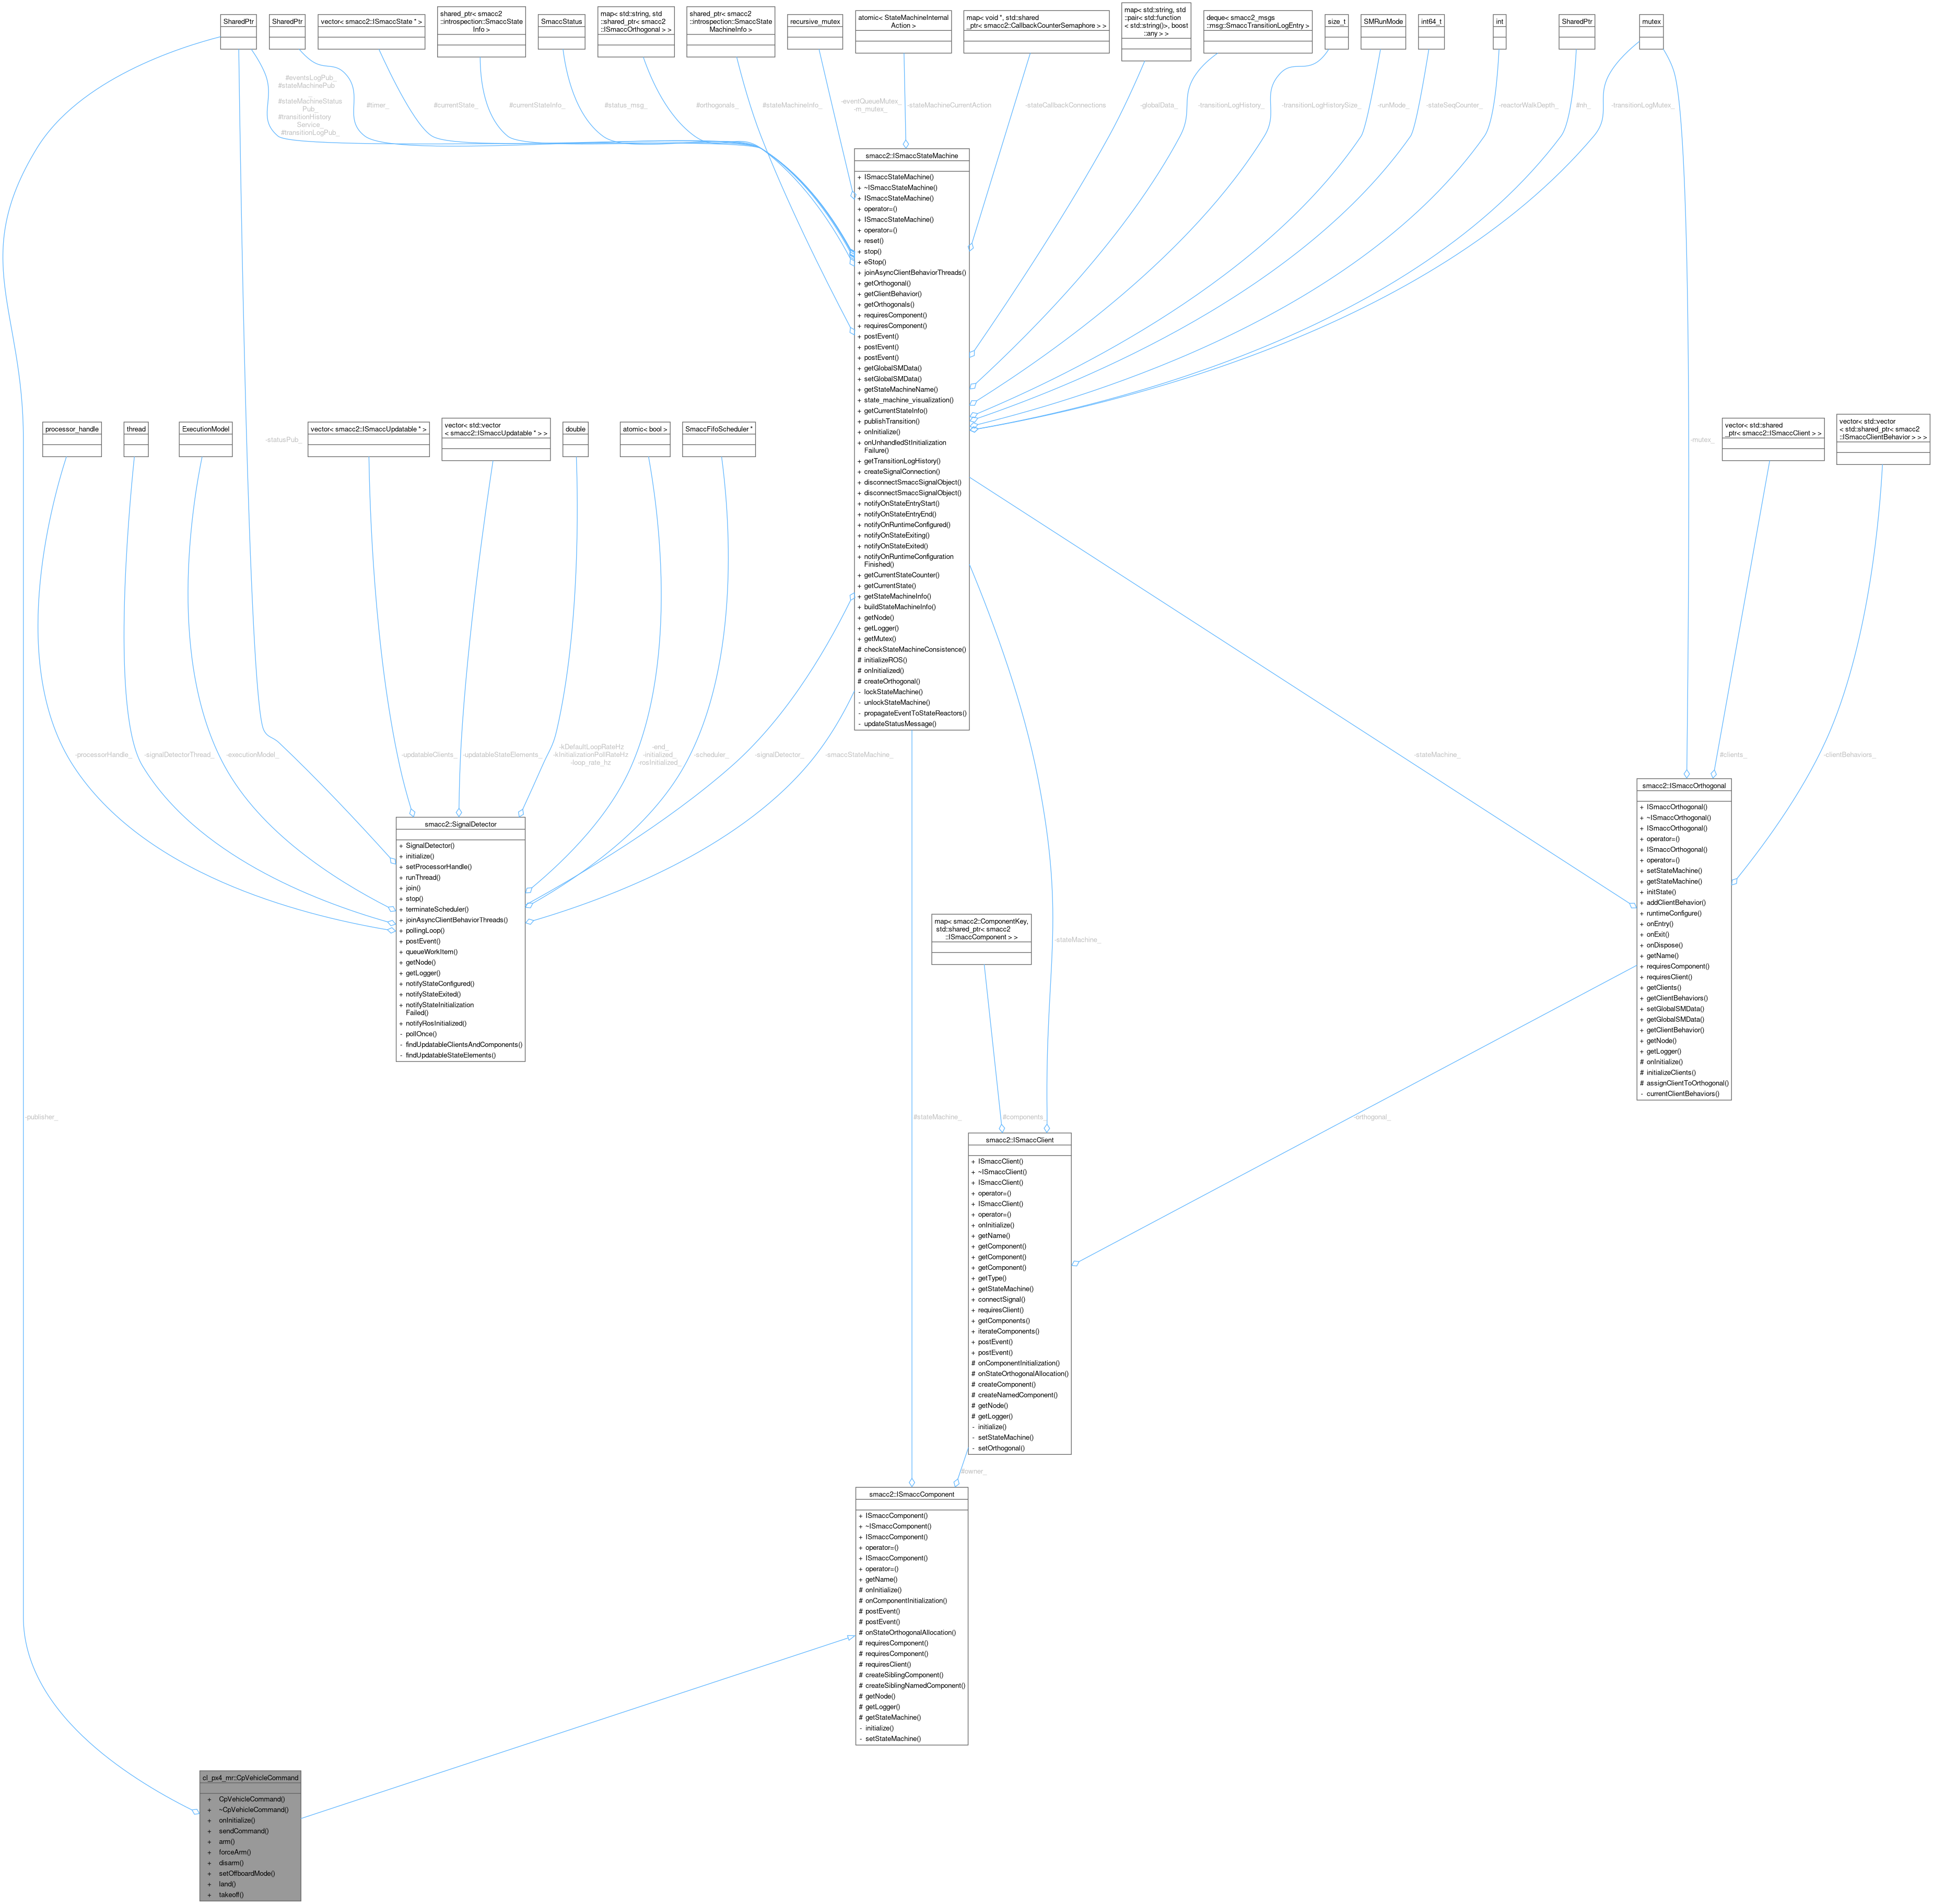 SharedPtr
SharedPtr
vector< smacc2::ISmaccState * >
shared_ptr< smacc2
::introspection::SmaccState
Info >
SmaccStatus
map< std::string, std
::shared_ptr< smacc2
::ISmaccOrthogonal > >
shared_ptr< smacc2
::introspection::SmaccState
MachineInfo >
recursive_mutex
atomic< StateMachineInternal
Action >
map< void *, std::shared
_ptr< smacc2::CallbackCounterSemaphore > >
map< std::string, std
::pair< std::function
< std::string()>, boost
::any > >
deque< smacc2_msgs
::msg::SmaccTransitionLogEntry >
size_t
SMRunMode
int64_t
int
SharedPtr
mutex
#eventsLogPub_
#stateMachinePub
_
#stateMachineStatus
Pub_
#transitionHistory
Service_
#transitionLogPub_
#timer_
#currentState_
#currentStateInfo_
#status_msg_
#orthogonals_
#stateMachineInfo_
-eventQueueMutex_
-m_mutex_
-stateMachineCurrentAction
-stateCallbackConnections
-globalData_
-transitionLogHistory_
-transitionLogHistorySize_
-runMode_
-stateSeqCounter_
-reactorWalkDepth_
#nh_
-transitionLogMutex_
smacc2::ISmaccStateMachine
+ ISmaccStateMachine()
+ ~ISmaccStateMachine()
+ ISmaccStateMachine()
+ operator=()
+ ISmaccStateMachine()
+ operator=()
+ reset()
+ stop()
+ eStop()
+ joinAsyncClientBehaviorThreads()
+ getOrthogonal()
+ getClientBehavior()
+ getOrthogonals()
+ requiresComponent()
+ requiresComponent()
+ postEvent()
+ postEvent()
+ postEvent()
+ getGlobalSMData()
+ setGlobalSMData()
+ getStateMachineName()
+ state_machine_visualization()
+ getCurrentStateInfo()
+ publishTransition()
+ onInitialize()
+ onUnhandledStInitialization
Failure()
+ getTransitionLogHistory()
+ createSignalConnection()
+ disconnectSmaccSignalObject()
+ disconnectSmaccSignalObject()
+ notifyOnStateEntryStart()
+ notifyOnStateEntryEnd()
+ notifyOnRuntimeConfigured()
+ notifyOnStateExiting()
+ notifyOnStateExited()
+ notifyOnRuntimeConfiguration
Finished()
+ getCurrentStateCounter()
+ getCurrentState()
+ getStateMachineInfo()
+ buildStateMachineInfo()
+ getNode()
+ getLogger()
+ getMutex()
# checkStateMachineConsistence()
# initializeROS()
# onInitialized()
# createOrthogonal()
- lockStateMachine()
- unlockStateMachine()
- propagateEventToStateReactors()
- updateStatusMessage()
processor_handle
thread
ExecutionModel
vector< smacc2::ISmaccUpdatable * >
vector< std::vector
< smacc2::ISmaccUpdatable * > >
double
atomic< bool >
SmaccFifoScheduler *
vector< std::shared
_ptr< smacc2::ISmaccClient > >
vector< std::vector
< std::shared_ptr< smacc2
::ISmaccClientBehavior > > >
-statusPub_
-mutex_
-processorHandle_
-signalDetectorThread_
-executionModel_
-updatableClients_
-updatableStateElements_
-kDefaultLoopRateHz
-kInitializationPollRateHz
-loop_rate_hz
-end_
-initialized_
-rosInitialized_
-scheduler_
-signalDetector_
-smaccStateMachine_
-stateMachine_
#clients_
-clientBehaviors_
smacc2::SignalDetector
+ SignalDetector()
+ initialize()
+ setProcessorHandle()
+ runThread()
+ join()
+ stop()
+ terminateScheduler()
+ joinAsyncClientBehaviorThreads()
+ pollingLoop()
+ postEvent()
+ queueWorkItem()
+ getNode()
+ getLogger()
+ notifyStateConfigured()
+ notifyStateExited()
+ notifyStateInitialization
Failed()
+ notifyRosInitialized()
- pollOnce()
- findUpdatableClientsAndComponents()
- findUpdatableStateElements()
smacc2::ISmaccOrthogonal
+ ISmaccOrthogonal()
+ ~ISmaccOrthogonal()
+ ISmaccOrthogonal()
+ operator=()
+ ISmaccOrthogonal()
+ operator=()
+ setStateMachine()
+ getStateMachine()
+ initState()
+ addClientBehavior()
+ runtimeConfigure()
+ onEntry()
+ onExit()
+ onDispose()
+ getName()
+ requiresComponent()
+ requiresClient()
+ getClients()
+ getClientBehaviors()
+ setGlobalSMData()
+ getGlobalSMData()
+ getClientBehavior()
+ getNode()
+ getLogger()
# onInitialize()
# initializeClients()
# assignClientToOrthogonal()
- currentClientBehaviors()
map< smacc2::ComponentKey,
std::shared_ptr< smacc2
::ISmaccComponent > >
-stateMachine_
-publisher_
#stateMachine_
#components_
-orthogonal_
smacc2::ISmaccClient
+ ISmaccClient()
+ ~ISmaccClient()
+ ISmaccClient()
+ operator=()
+ ISmaccClient()
+ operator=()
+ onInitialize()
+ getName()
+ getComponent()
+ getComponent()
+ getComponent()
+ getType()
+ getStateMachine()
+ connectSignal()
+ requiresClient()
+ getComponents()
+ iterateComponents()
+ postEvent()
+ postEvent()
# onComponentInitialization()
# onStateOrthogonalAllocation()
# createComponent()
# createNamedComponent()
# getNode()
# getLogger()
- initialize()
- setStateMachine()
- setOrthogonal()
#owner_
smacc2::ISmaccComponent
+ ISmaccComponent()
+ ~ISmaccComponent()
+ ISmaccComponent()
+ operator=()
+ ISmaccComponent()
+ operator=()
+ getName()
# onInitialize()
# onComponentInitialization()
# postEvent()
# postEvent()
# onStateOrthogonalAllocation()
# requiresComponent()
# requiresComponent()
# requiresClient()
# createSiblingComponent()
# createSiblingNamedComponent()
# getNode()
# getLogger()
# getStateMachine()
- initialize()
- setStateMachine()
cl_px4_mr::CpVehicleCommand
+ CpVehicleCommand()
+ ~CpVehicleCommand()
+ onInitialize()
+ sendCommand()
+ arm()
+ forceArm()
+ disarm()
+ setOffboardMode()
+ land()
+ takeoff()